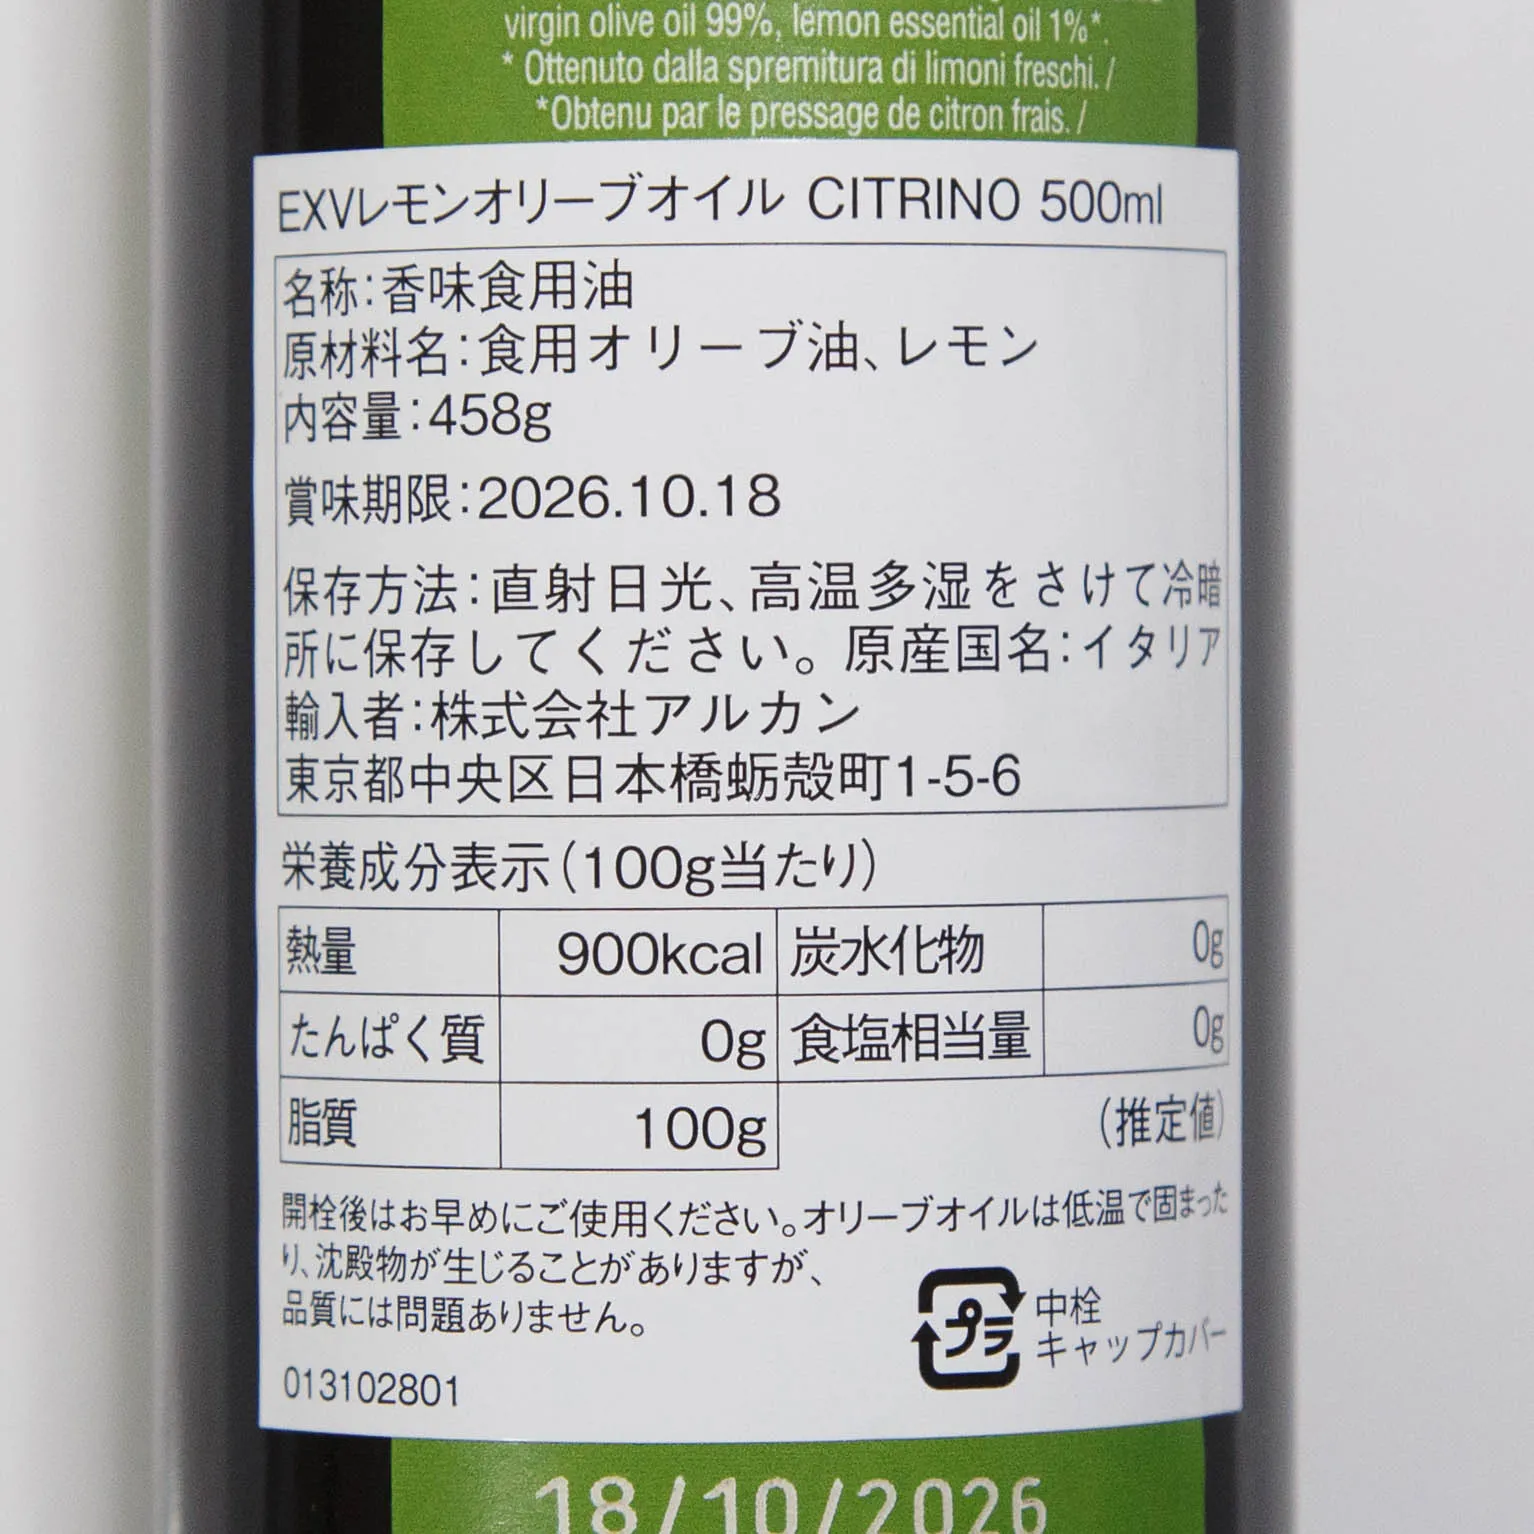 virgin olive oil 99%, lemon essential oil 1%*.
* Ottenuto dalla spremitura di limoni freschi. /
*Obtenu par le pressage de citron frais. /
EXVレモンオリーブオイル CITRINO 500ml
名称:香味食用油
原材料名:食用オリーブ油、レモン
内容量:458g
賞味期限:2026.10.18
保存方法:直射日光、高温多湿をさけて冷暗
所に保存してください。原産国名:イタリア
輸入者:株式会社アルカン
東京都中央区日本橋蛎殻町1-5-6
栄養成分表示(100g当たり)
熱量 900kcal 炭水化物 0g
たんぱく質 0g 食塩相当量 0g
脂質 100g (推定値)
開栓後はお早めにご使用ください。オリーブオイルは低温で固まった
り、沈殿物が生じることがありますが、
品質には問題ありません。
プラ 中栓
キャップカバー
013102801
18/10/2026